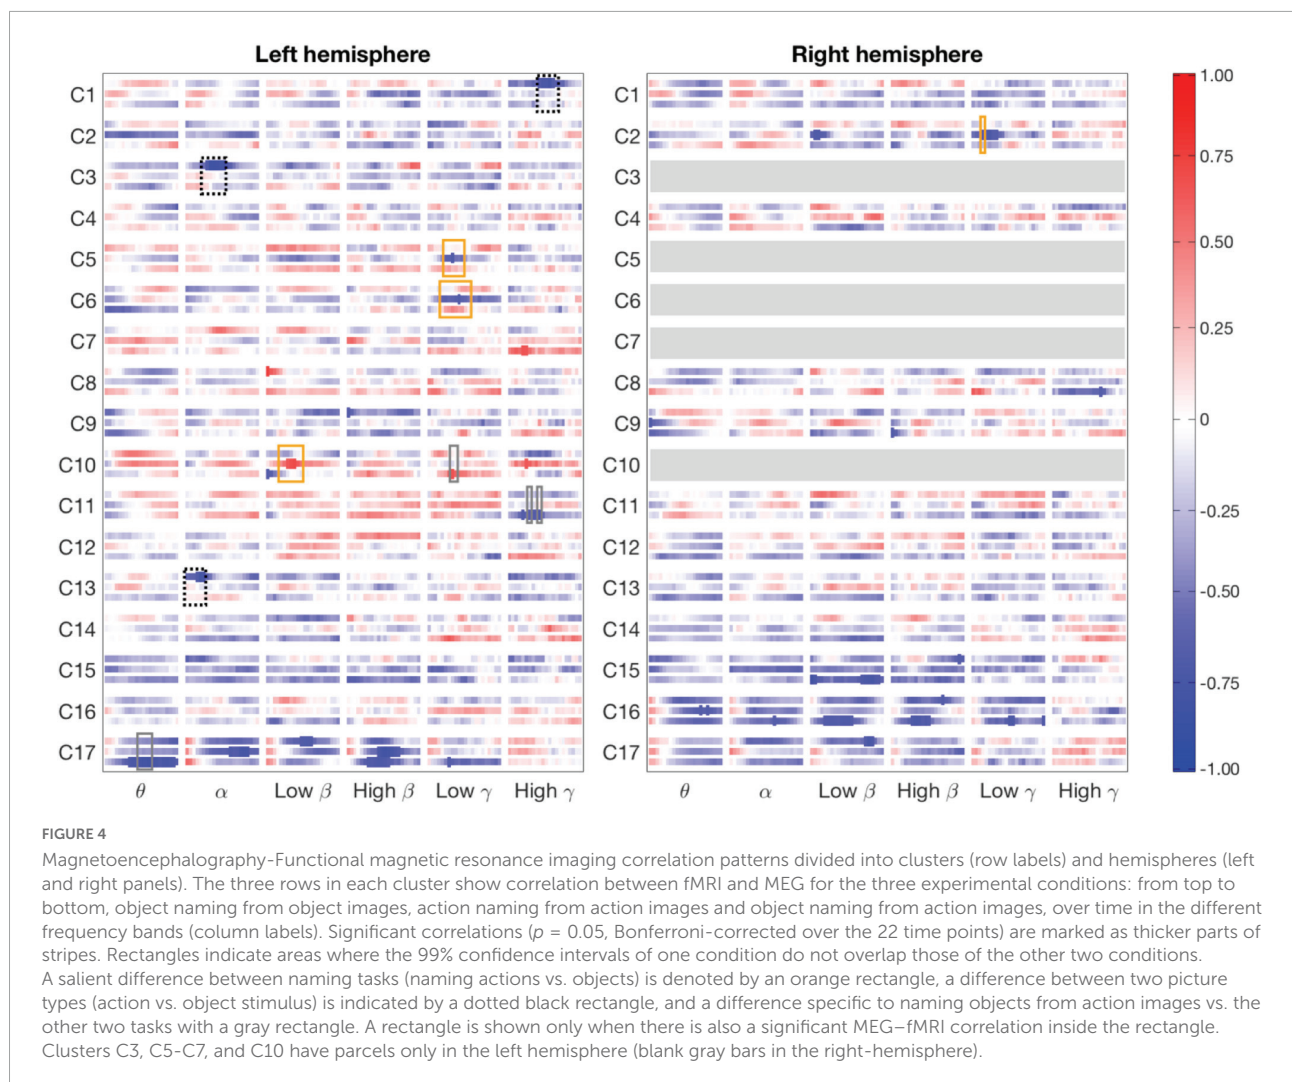 Left hemisphere
Right hemisphere
C1
C2
C3
C4
C5
C6
C7
C8
C9
C10
C11
C12
C13
C14
C15
C16
C17
θ
α
Low β
High β
Low γ
High γ
C1
C2
C3
C4
C5
C6
C7
C8
C9
C10
C11
C12
C13
C14
C15
C16
C17
θ
α
Low β
High β
Low γ
High γ
1.00
0.75
0.50
0.25
0
-0.25
-0.50
-0.75
-1.00
FIGURE 4
Magnetoencephalography-Functional magnetic resonance imaging correlation patterns divided into clusters (row labels) and hemispheres (left
and right panels). The three rows in each cluster show correlation between fMRI and MEG for the three experimental conditions: from top to
bottom, object naming from object images, action naming from action images and object naming from action images, over time in the different
frequency bands (column labels). Significant correlations (p = 0.05, Bonferroni-corrected over the 22 time points) are marked as thicker parts of
stripes. Rectangles indicate areas where the 99% confidence intervals of one condition do not overlap those of the other two conditions.
A salient difference between naming tasks (naming actions vs. objects) is denoted by an orange rectangle, a difference between two picture
types (action vs. object stimulus) is indicated by a dotted black rectangle, and a difference specific to naming objects from action images vs. the
other two tasks with a gray rectangle. A rectangle is shown only when there is also a significant MEG–fMRI correlation inside the rectangle.
Clusters C3, C5-C7, and C10 have parcels only in the left hemisphere (blank gray bars in the right-hemisphere).